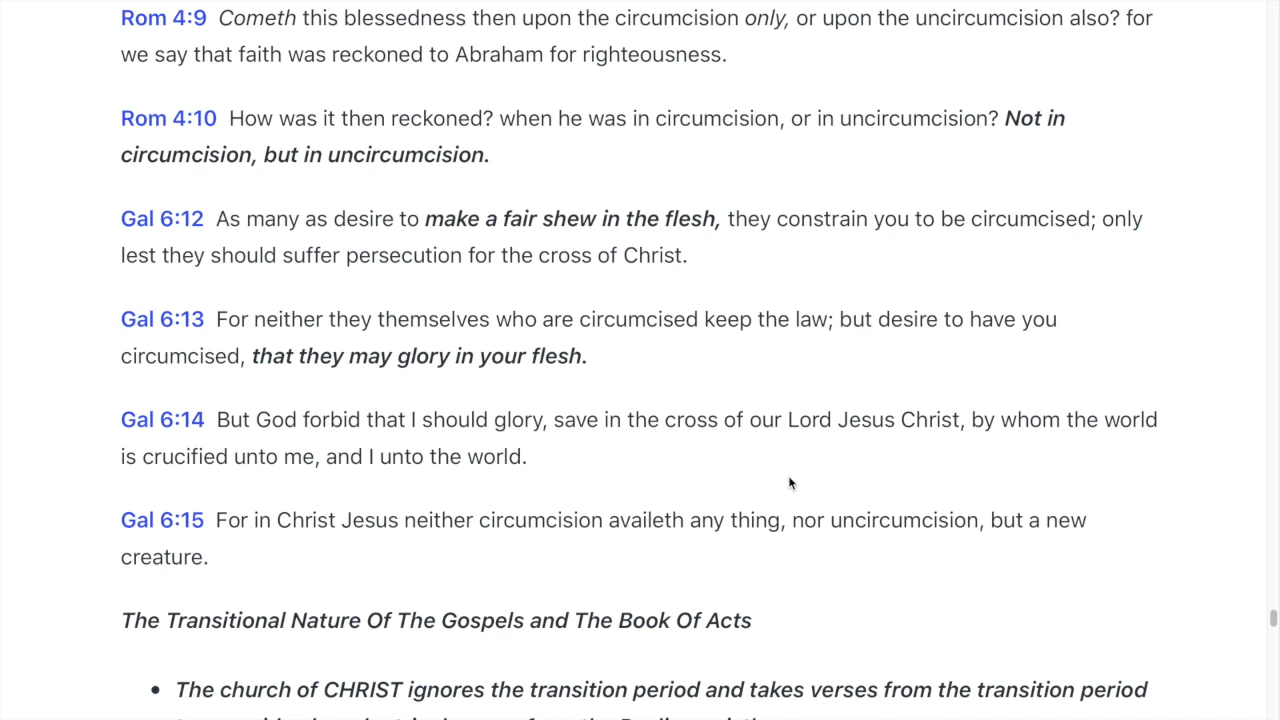 Rom 4:9 Cometh this blessedness then upon the circumcision only, or upon the uncircumcision also? for
we say that faith was reckoned to Abraham for righteousness.
Rom 4:10 How was it then reckoned? when he was in circumcision, or in uncircumcision? Not in
circumcision, but in uncircumcision.
Gal 6:12 As many as desire to make a fair shew in the flesh, they constrain you to be circumcised; only
lest they should suffer persecution for the cross of Christ.
Gal 6:13 For neither they themselves who are circumcised keep the law; but desire to have you
circumcised, that they may glory in your flesh.
Gal 6:14 But God forbid that I should glory, save in the cross of our Lord Jesus Christ, by whom the world
is crucified unto me, and I unto the world.
Gal 6:15 For in Christ Jesus neither circumcision availeth any thing, nor uncircumcision, but a new
creature.
The Transitional Nature Of The Gospels and The Book Of Acts
• The church of CHRIST ignores the transition period and takes verses from the transition period